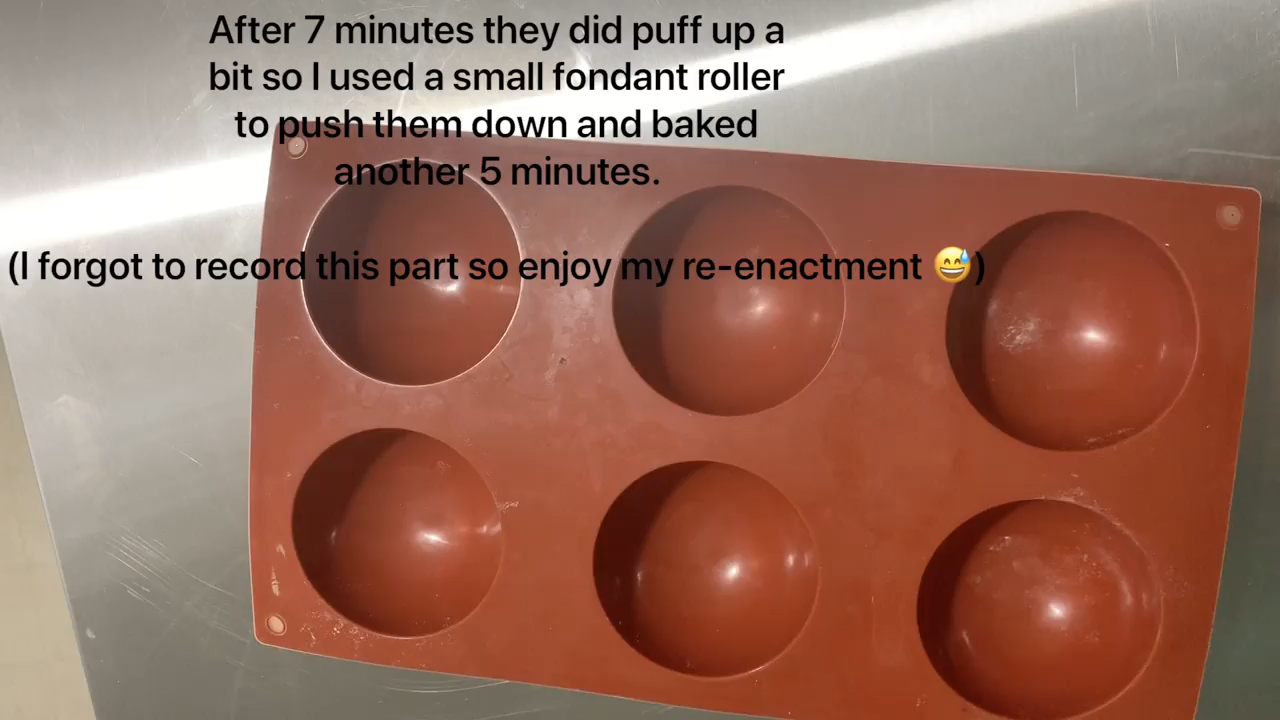 After 7 minutes they did puff up a
bit so I used a small fondant roller
to push them down and baked
another 5 minutes.
(I forgot to record this part so enjoy my re-enactment 😅)